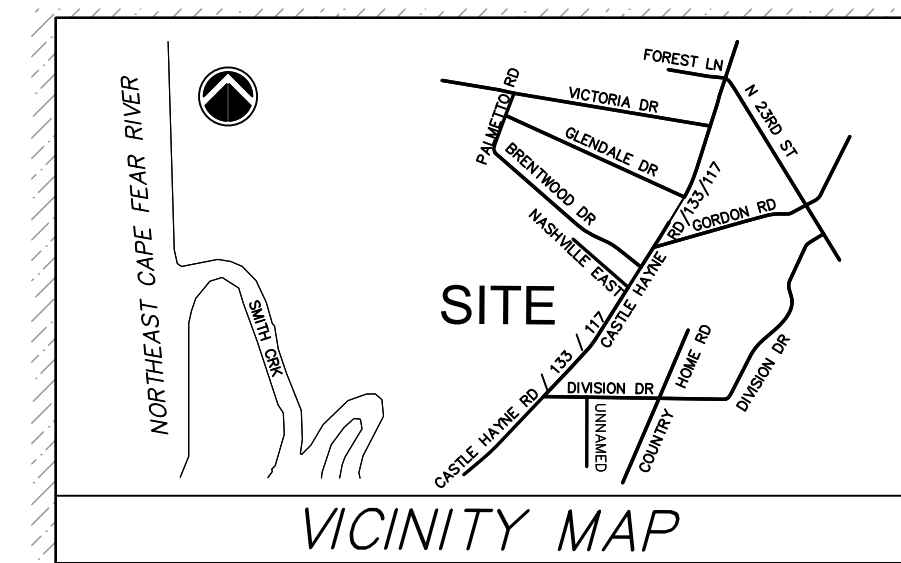 FOREST LN
PALMETTO RD
VICTORIA DR
N 23RD ST
GLENDALE DR
BRENTWOOD DR
NASHVILLE EAST
GORDON RD
CASTLE HAYNE RD/133/117
NORTHEAST CAPE FEAR RIVER
SMITH CRK
SITE
CASTLE HAYNE RD / 133 / 117
DIVISION DR
UNNAMED
COUNTRY HOME RD
DIVISION DR
VICINITY MAP